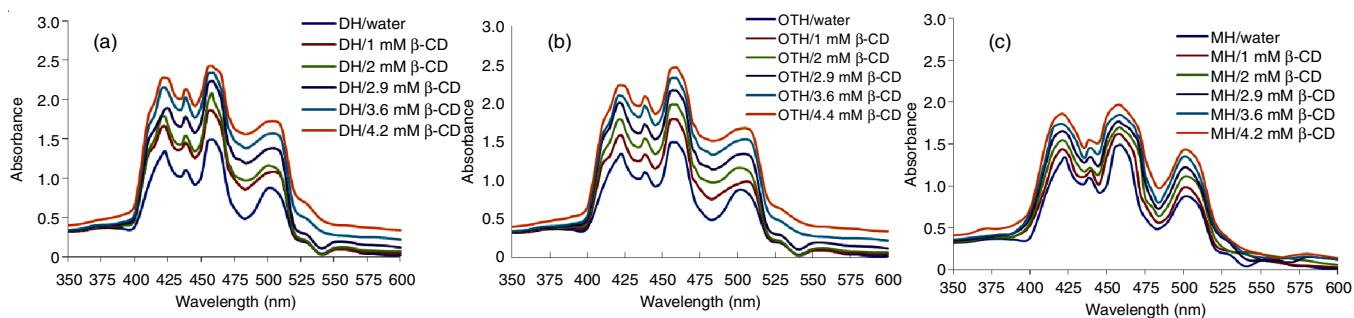 (a)
DH/water
DH/1 mM β-CD
DH/2 mM β-CD
DH/2.9 mM β-CD
DH/3.6 mM β-CD
DH/4.2 mM β-CD
3.0
2.5
2.0
1.5
1.0
0.5
0
Absorbance
350 375 400 425 450 475 500 525 550 575 600
Wavelength (nm)
(b)
OTH/water
OTH/1 mM β-CD
OTH/2 mM β-CD
OTH/2.9 mM β-CD
OTH/3.6 mM β-CD
OTH/4.4 mM β-CD
3.0
2.5
2.0
1.5
1.0
0.5
0
Absorbance
350 375 400 425 450 475 500 525 550 575 600
Wavelength (nm)
(c)
MH/water
MH/1 mM β-CD
MH/2 mM β-CD
MH/2.9 mM β-CD
MH/3.6 mM β-CD
MH/4.2 mM β-CD
3.0
2.5
2.0
1.5
1.0
0.5
0
Absorbance
350 375 400 425 450 475 500 525 550 575 600
Wavelength (nm)